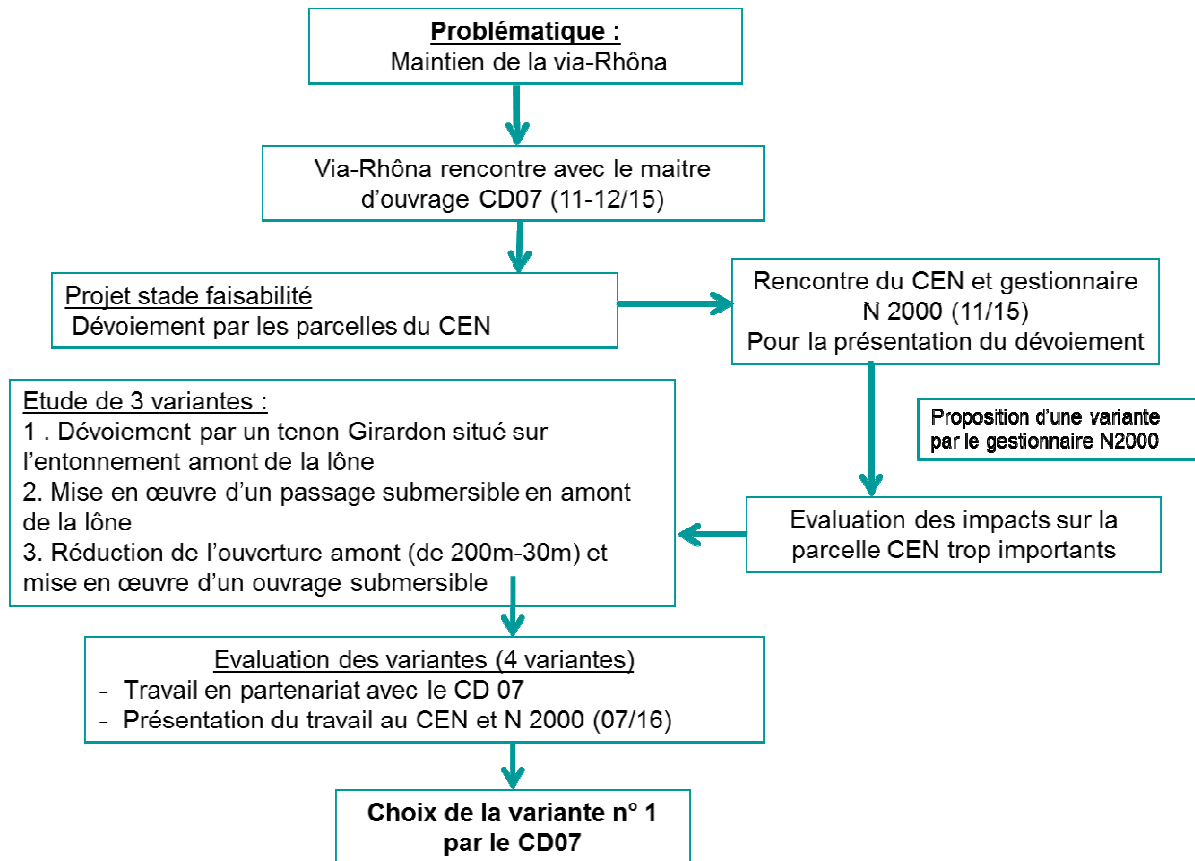 Problématique :
Maintien de la via-Rhôna
Via-Rhôna rencontre avec le maitre
d'ouvrage CD07 (11-12/15)
Projet stade faisabilité
Dévoiement par les parcelles du CEN
Rencontre du CEN et gestionnaire
N 2000 (11/15)
Pour la présentation du dévoiement
Proposition d'une variante
par le gestionnaire N2000
Evaluation des impacts sur la
parcelle CEN trop importants
Etude de 3 variantes :
1 . Dévoiement par un tenon Girardon situé sur
l'entonnement amont de la lône
2. Mise en œuvre d'un passage submersible en amont
de la lône
3. Réduction de l'ouverture amont (de 200m-30m) et
mise en œuvre d'un ouvrage submersible
Evaluation des variantes (4 variantes)
- Travail en partenariat avec le CD 07
- Présentation du travail au CEN et N 2000 (07/16)
Choix de la variante n° 1
par le CD07